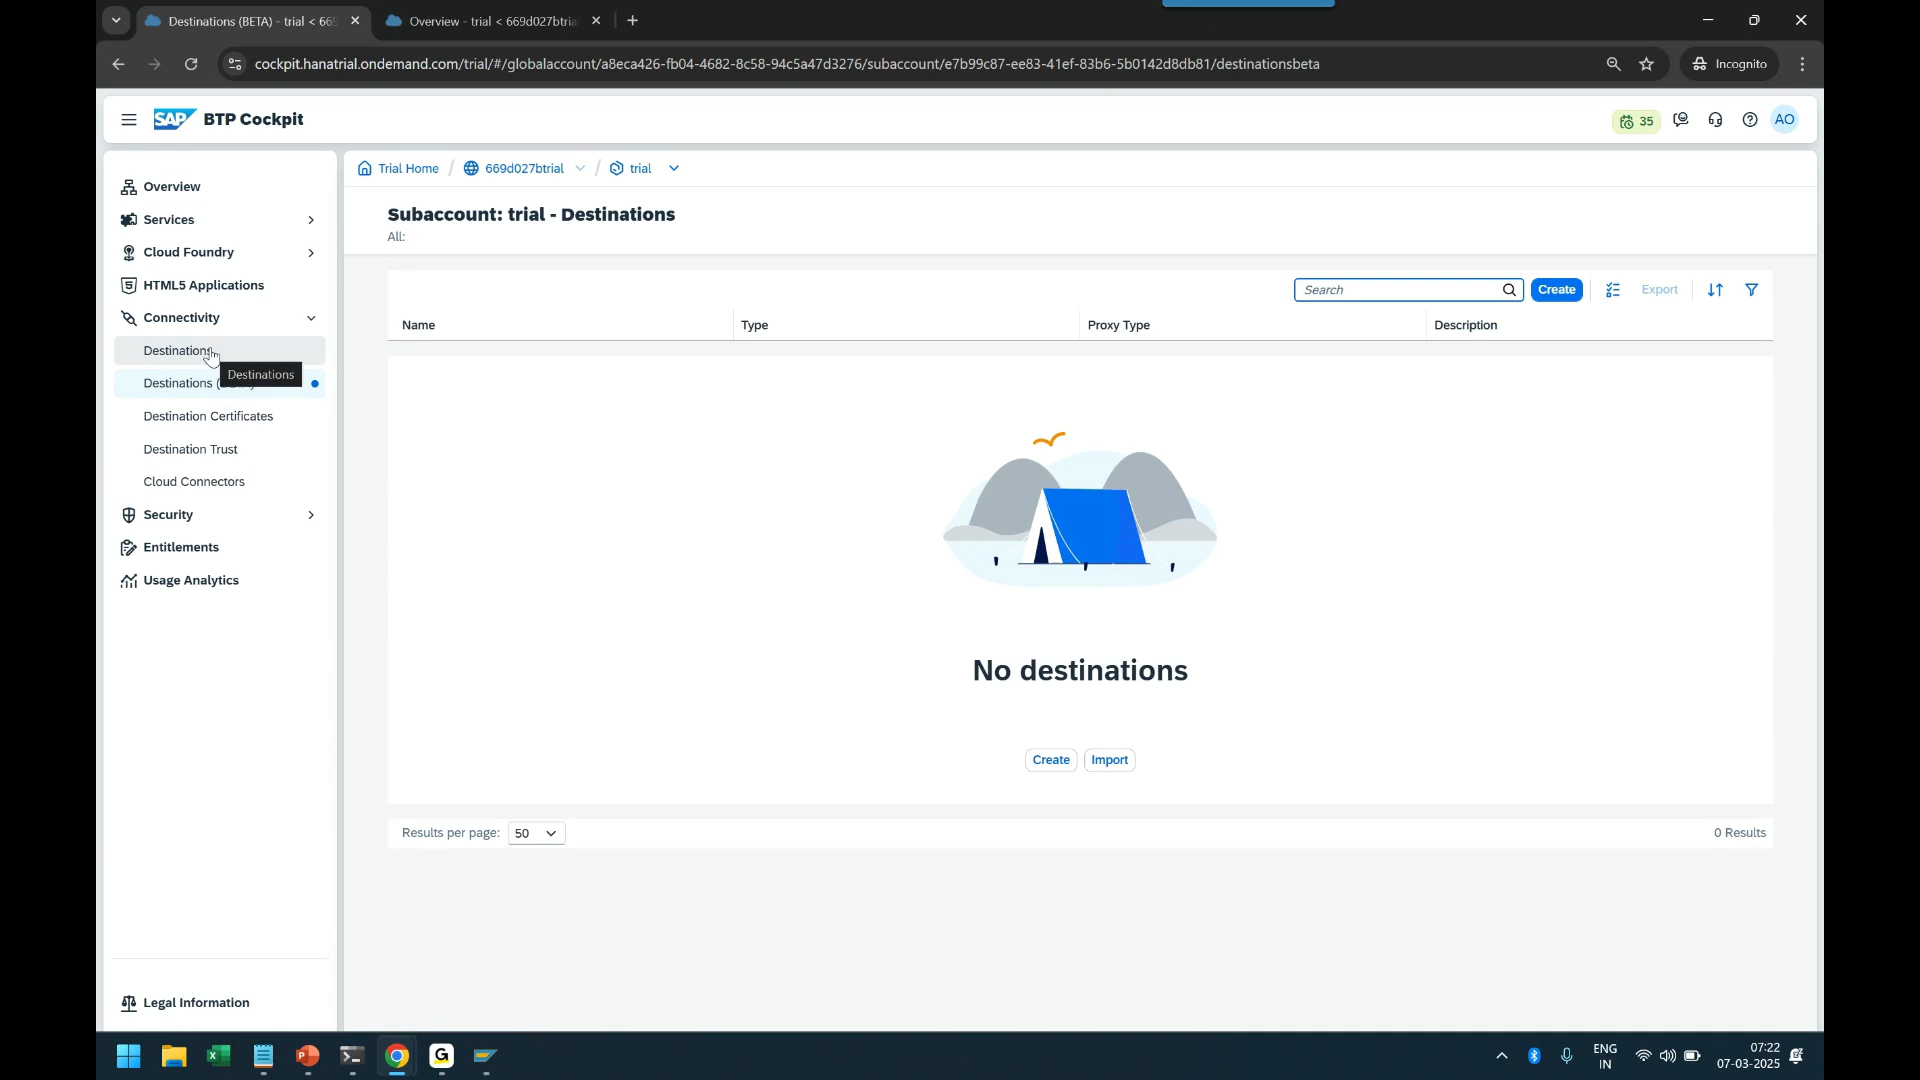 Destinations (BETA) - trial < 669
Overview - trial < 669d027btria
cockpit.hanatrial.ondemand.com/trial/#/globalaccount/a8eca426-fb04-4682-8c58-94c5a47d3276/subaccount/e7b99c87-ee83-41ef-83b6-5b0142d8db81/destinationsbeta
Incognito
SAP BTP Cockpit
35
AO
Overview
Services
Cloud Foundry
HTML5 Applications
Connectivity
Destinations
Destinations
Destinations (
Destination Certificates
Destination Trust
Cloud Connectors
Security
Entitlements
Usage Analytics
Legal Information
Trial Home / 669d027btrial / trial
Subaccount: trial - Destinations
All:
Search
Create
Export
Name
Type
Proxy Type
Description
No destinations
Create
Import
Results per page: 50
0 Results
ENG
IN
07:22
07-03-2025